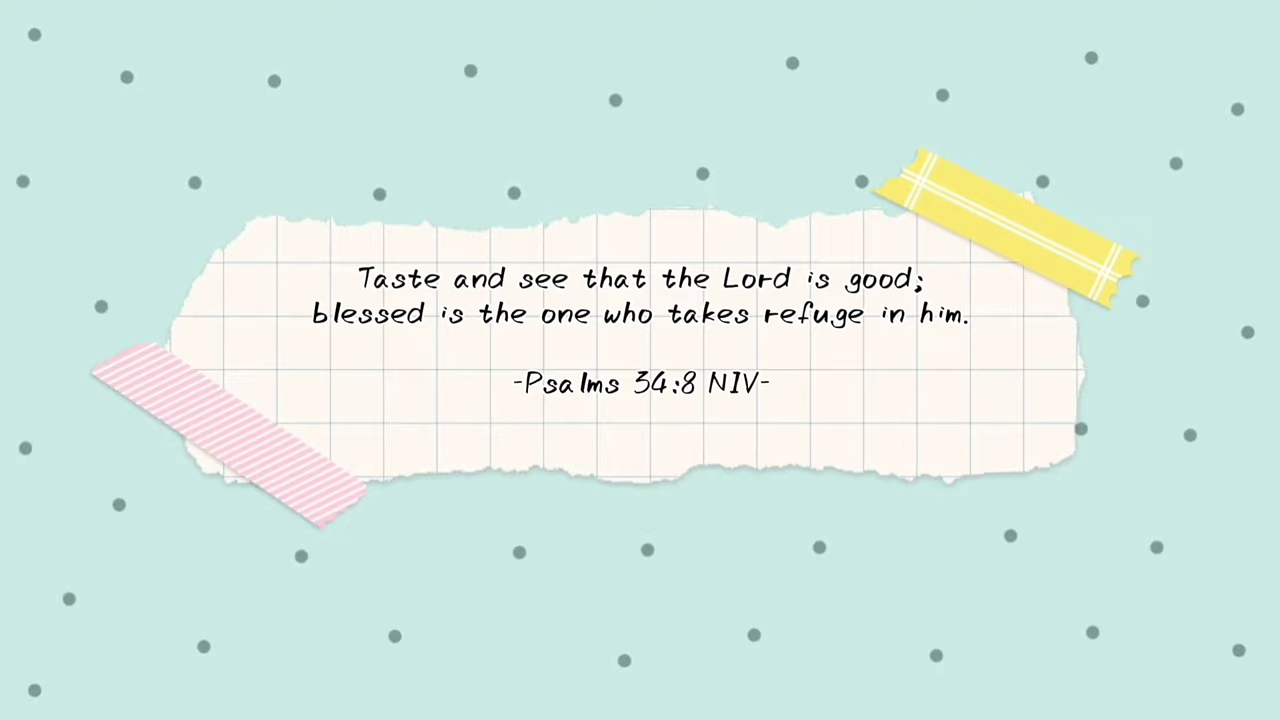 Taste and see that the Lord is good;
blessed is the one who takes refuge in him.
-Psalms 34:8 NIV-